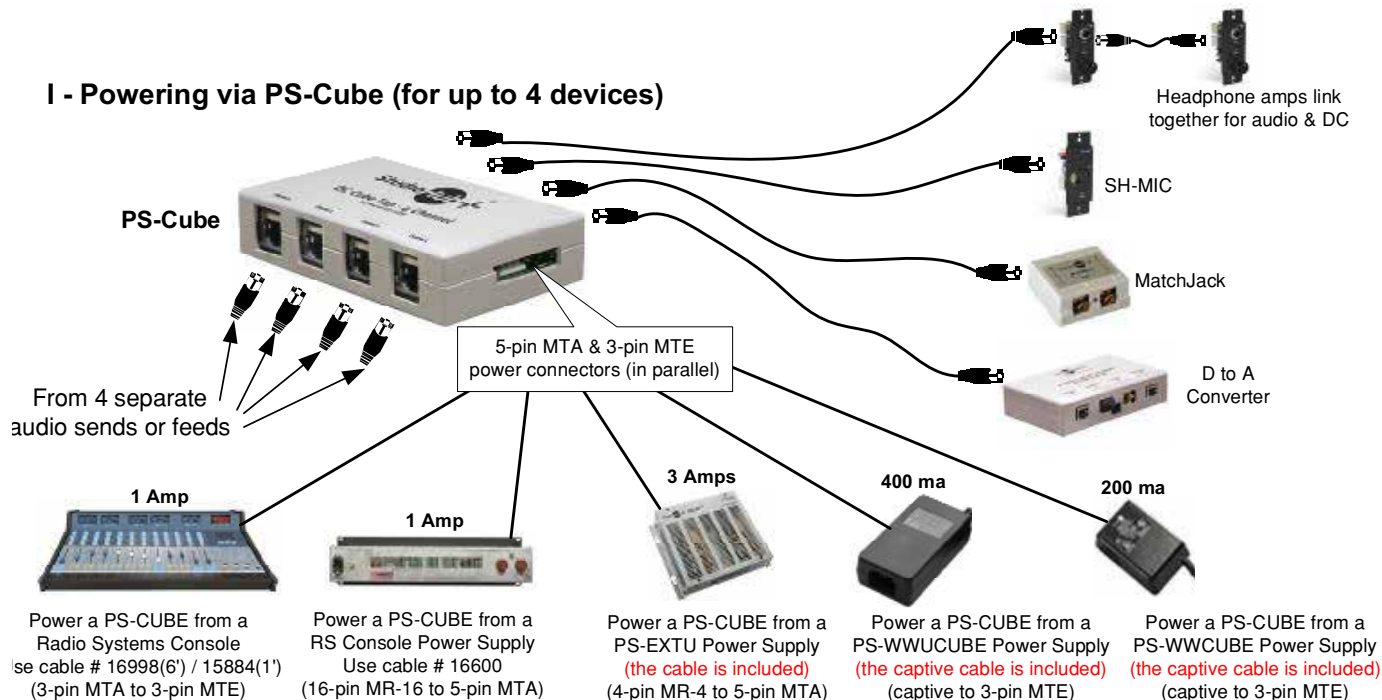 I - Powering via PS-Cube (for up to 4 devices)
Headphone amps link
together for audio & DC
SH-MIC
PS-Cube
MatchJack
5-pin MTA & 3-pin MTE
power connectors (in parallel)
D to A
Converter
From 4 separate
audio sends or feeds
1 Amp
Power a PS-CUBE from a
Radio Systems Console
se cable # 16998(6') / 15884(1')
(3-pin MTA to 3-pin MTE)
1 Amp
Power a PS-CUBE from a
RS Console Power Supply
Use cable # 16600
(16-pin MR-16 to 5-pin MTA)
3 Amps
Power a PS-CUBE from a
PS-EXTU Power Supply
(the cable is included)
(4-pin MR-4 to 5-pin MTA)
400 ma
Power a PS-CUBE from a
PS-WWUCUBE Power Supply
(the captive cable is included)
(captive to 3-pin MTE)
200 ma
Power a PS-CUBE from a
PS-WWCUBE Power Supply
(the captive cable is included)
(captive to 3-pin MTE)